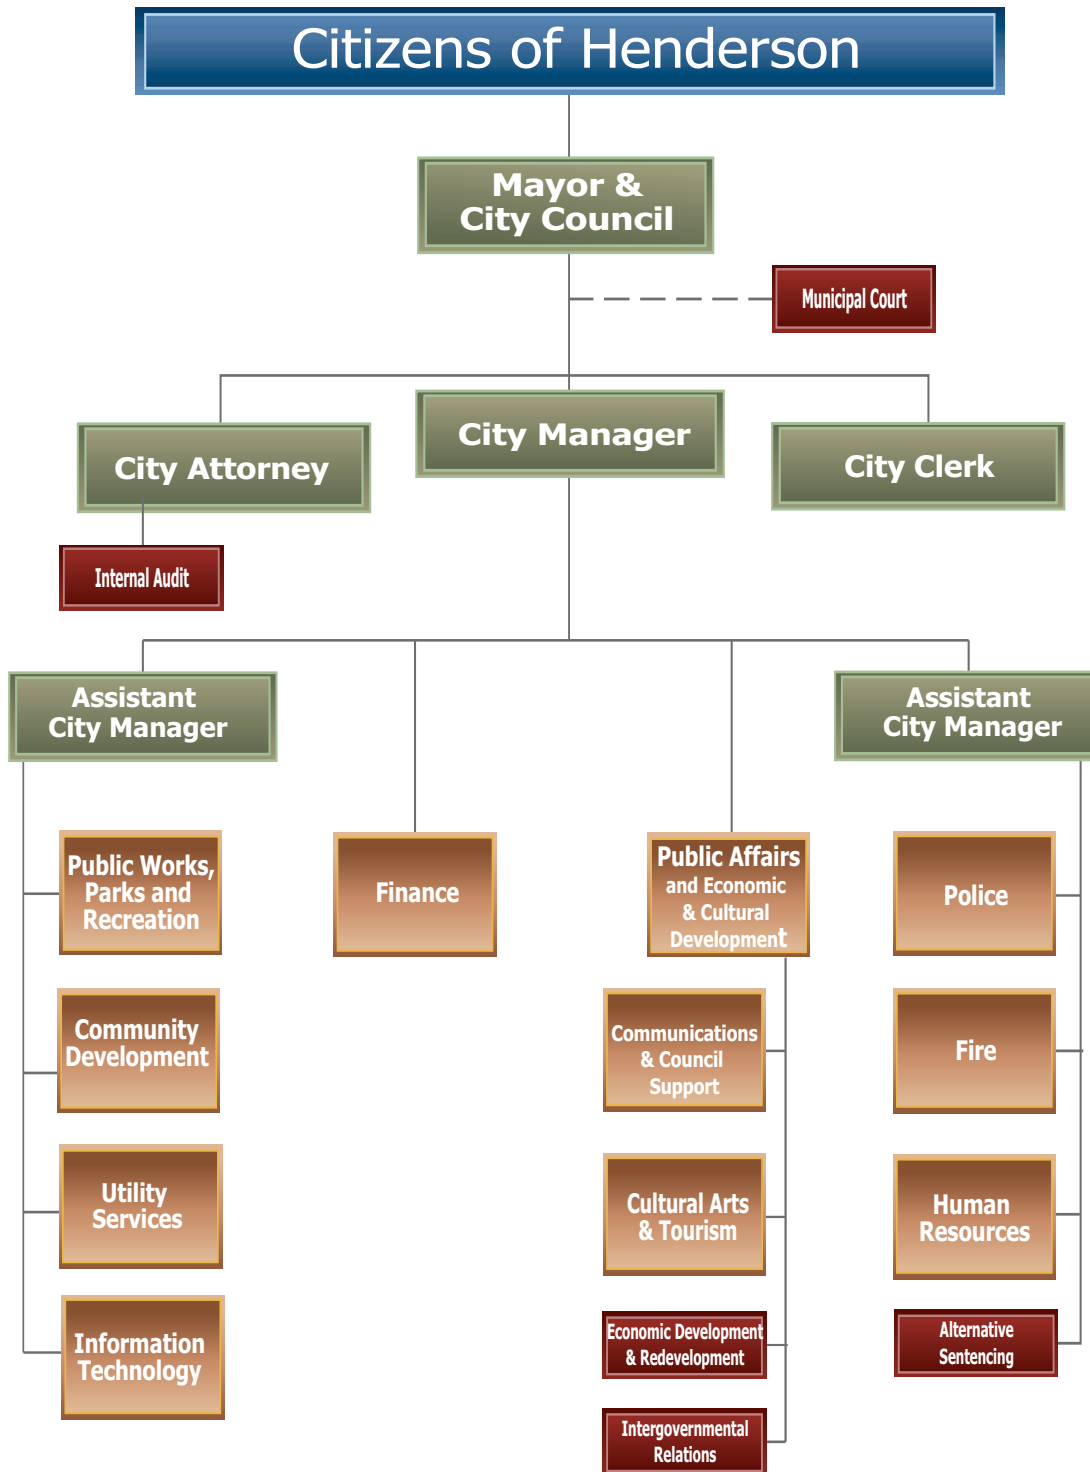 Citizens of Henderson
Mayor &
City Council
Municipal Court
City Attorney
City Manager
City Clerk
Internal Audit
Assistant
City Manager
Assistant
City Manager
Public Works,
Parks and
Recreation
Finance
Public Affairs
and Economic
& Cultural
Development
Police
Community
Development
Communications
& Council
Support
Fire
Utility
Services
Cultural Arts
& Tourism
Human
Resources
Information
Technology
Economic Development
& Redevelopment
Alternative
Sentencing
Intergovernmental
Relations